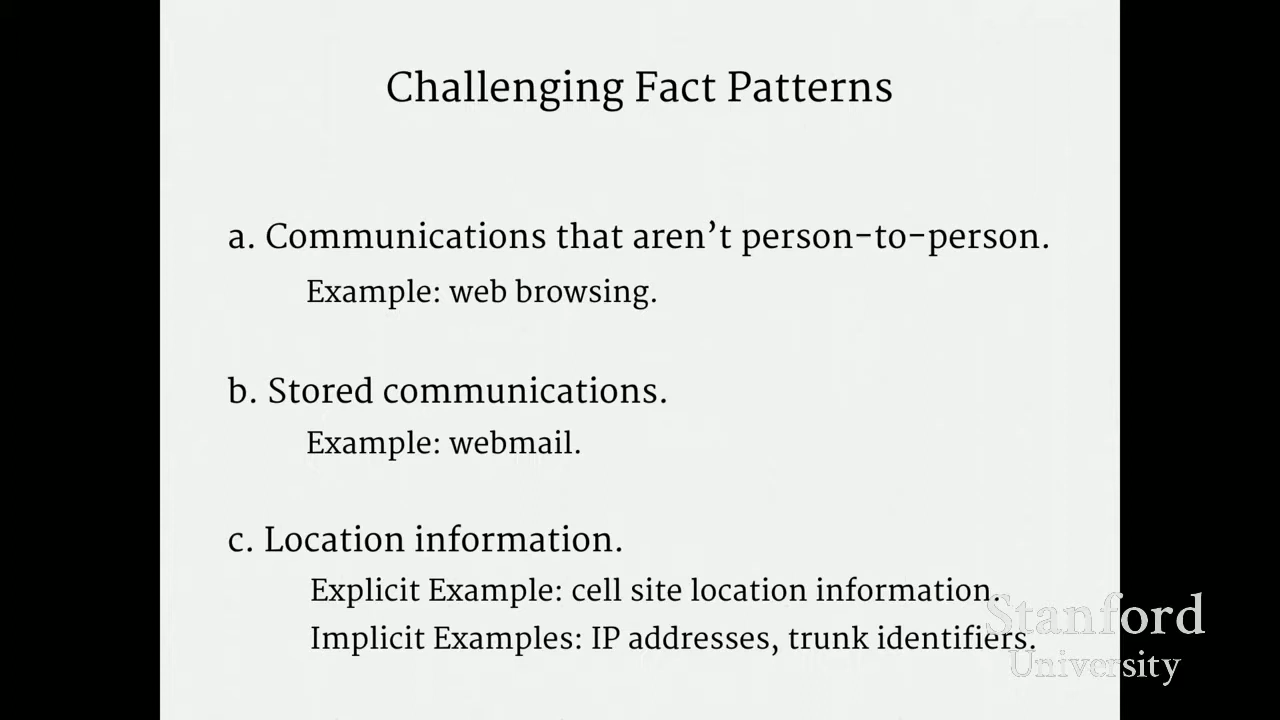 Challenging Fact Patterns
a. Communications that aren’t person-to-person.
Example: web browsing.
b. Stored communications.
Example: webmail.
c. Location information.
Explicit Example: cell site location information.
Implicit Examples: IP addresses, trunk identifiers.
Stanford
University